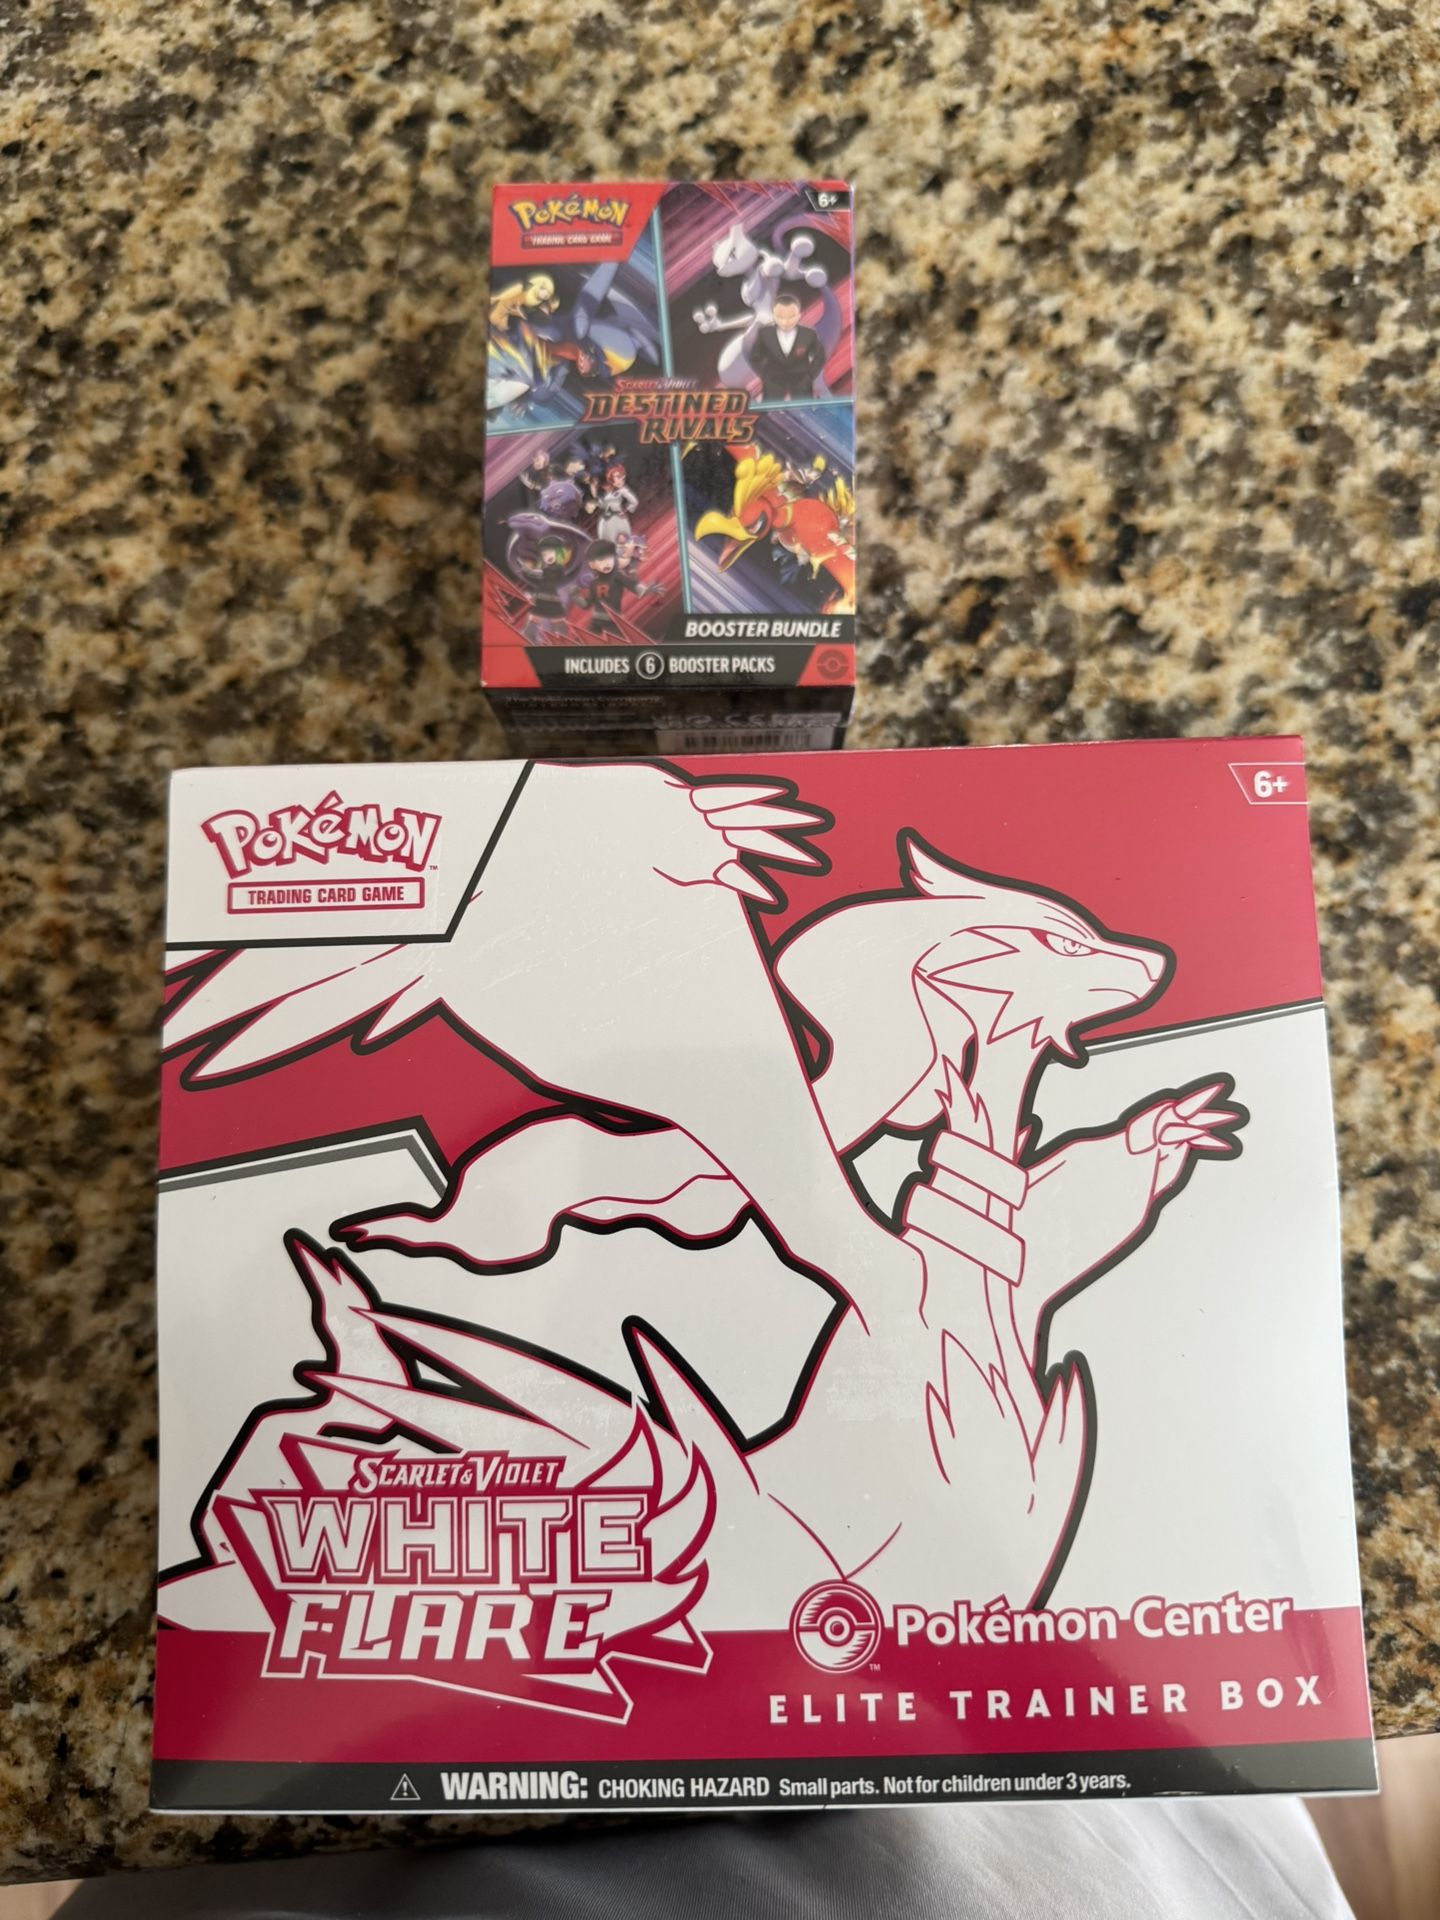 Pokémon
TRADING CARD GAME
6+
SCARLET & VIOLET
DESTINED
RIVALS
R
BOOSTER BUNDLE
INCLUDES 6 BOOSTER PACKS
Pokémon™
TRADING CARD GAME
6+
SCARLET & VIOLET
WHITE
FLARE
Pokémon Center
™
ELITE TRAINER BOX
WARNING: CHOKING HAZARD Small parts. Not for children under 3 years.